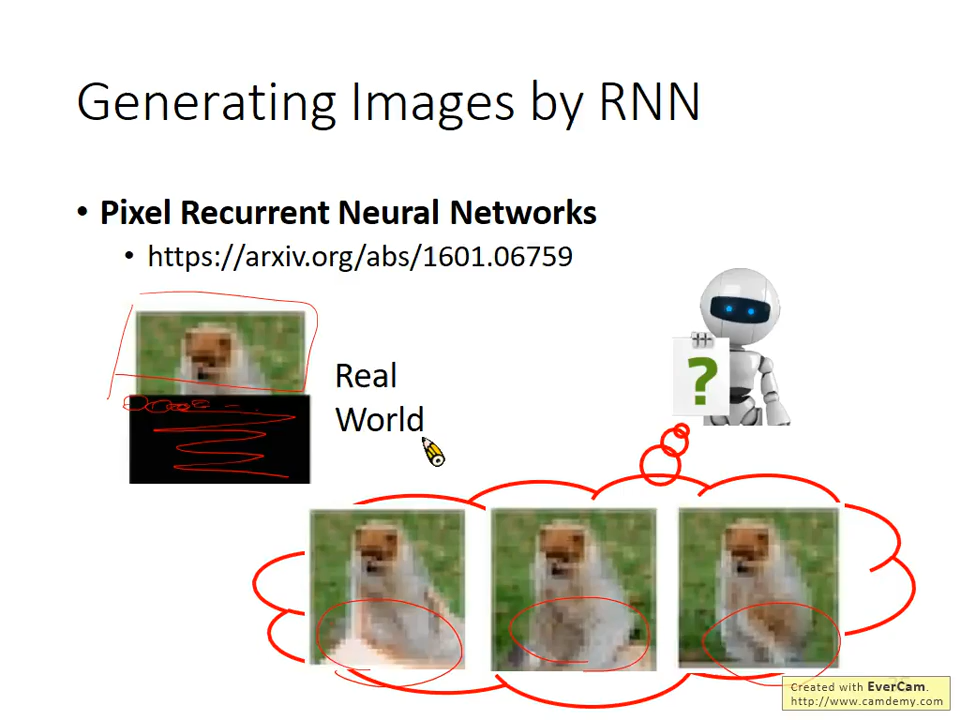 Generating Images by RNN
• Pixel Recurrent Neural Networks
• https://arxiv.org/abs/1601.06759
Real
World
?
Created with EverCam.
http://www.camdemy.com